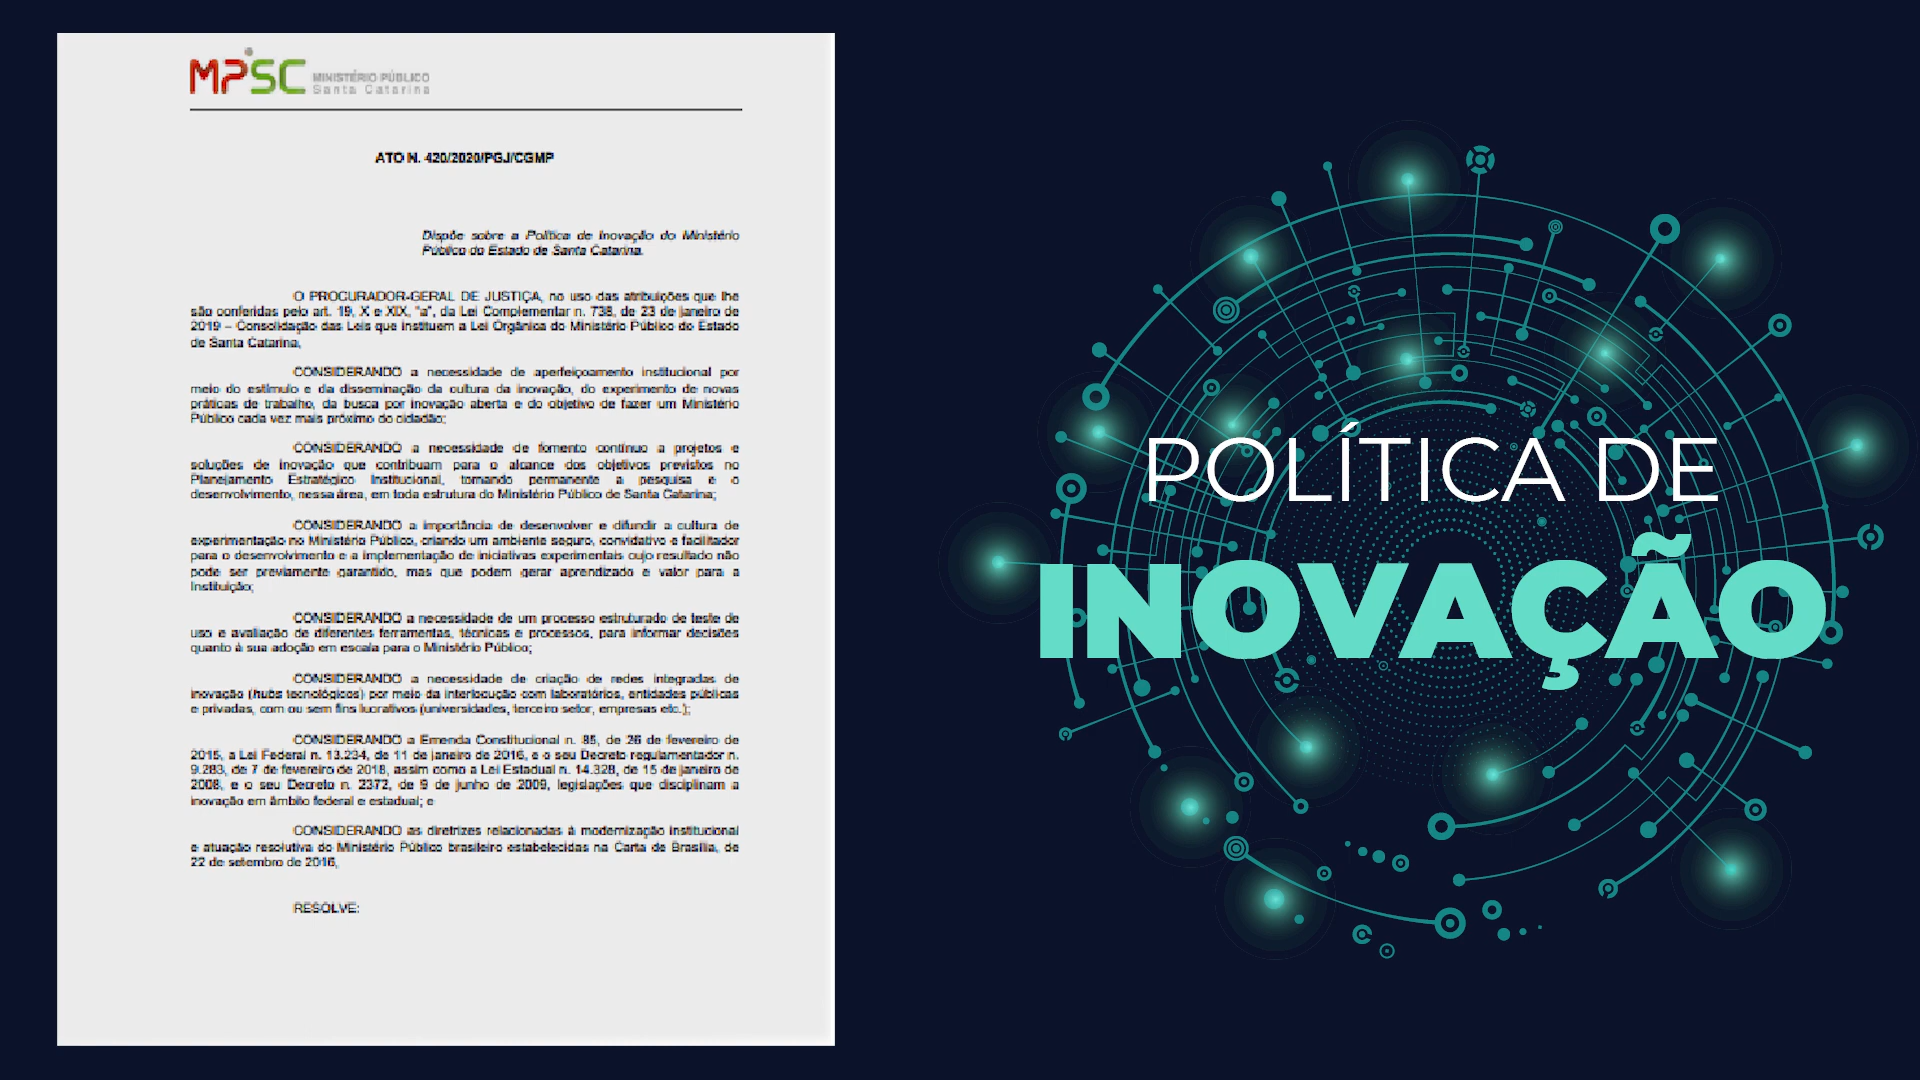 MPSC MINISTÉRIO PÚBLICO
Santa Catarina
ATO N. 420/2020/PGJ/CGMP
Dispõe sobre a Política de Inovação do Ministério
Público do Estado de Santa Catarina.
O PROCURADOR-GERAL DE JUSTIÇA, no uso das atribuições que lhe
são conferidas pelo art. 19, X e XIX, "a", da Lei Complementar n. 738, de 23 de janeiro de
2019 – Consolidação das Leis que instituem a Lei Orgânica do Ministério Público do Estado
de Santa Catarina,
CONSIDERANDO a necessidade de aperfeiçoamento institucional por
meio do estímulo e da disseminação da cultura da inovação, do experimento de novas
práticas de trabalho, da busca por inovação aberta e do objetivo de fazer um Ministério
Público cada vez mais próximo do cidadão;
CONSIDERANDO a necessidade de fomento contínuo a projetos e
soluções de inovação que contribuam para o alcance dos objetivos previstos no
Planejamento Estratégico Institucional, tornando permanente a pesquisa e o
desenvolvimento, nessa área, em toda estrutura do Ministério Público de Santa Catarina;
CONSIDERANDO a importância de desenvolver e difundir a cultura de
experimentação no Ministério Público, criando um ambiente seguro, convidativo e facilitador
para o desenvolvimento e a implementação de iniciativas experimentais cujo resultado não
pode ser previamente garantido, mas que podem gerar aprendizado e valor para a
Instituição;
CONSIDERANDO a necessidade de um processo estruturado de teste de
uso e avaliação de diferentes ferramentas, técnicas e processos, para informar decisões
quanto à sua adoção em escala para o Ministério Público;
CONSIDERANDO a necessidade de criação de redes integradas de
inovação (hubs tecnológicos) por meio da interlocução com laboratórios, entidades públicas
e privadas, com ou sem fins lucrativos (universidades, terceiro setor, empresas etc.);
CONSIDERANDO a Emenda Constitucional n. 85, de 26 de fevereiro de
2015, a Lei Federal n. 13.234, de 11 de janeiro de 2016, e o seu Decreto regulamentador n.
9.283, de 7 de fevereiro de 2018, assim como a Lei Estadual n. 14.328, de 15 de janeiro de
2008, e o seu Decreto n. 2372, de 9 de junho de 2009, legislações que disciplinam a
inovação em âmbito federal e estadual; e
CONSIDERANDO as diretrizes relacionadas à modernização institucional
e atuação resolutiva do Ministério Público brasileiro estabelecidas na Carta de Brasília, de
22 de setembro de 2016,
RESOLVE:
POLÍTICA DE
INOVAÇÃO